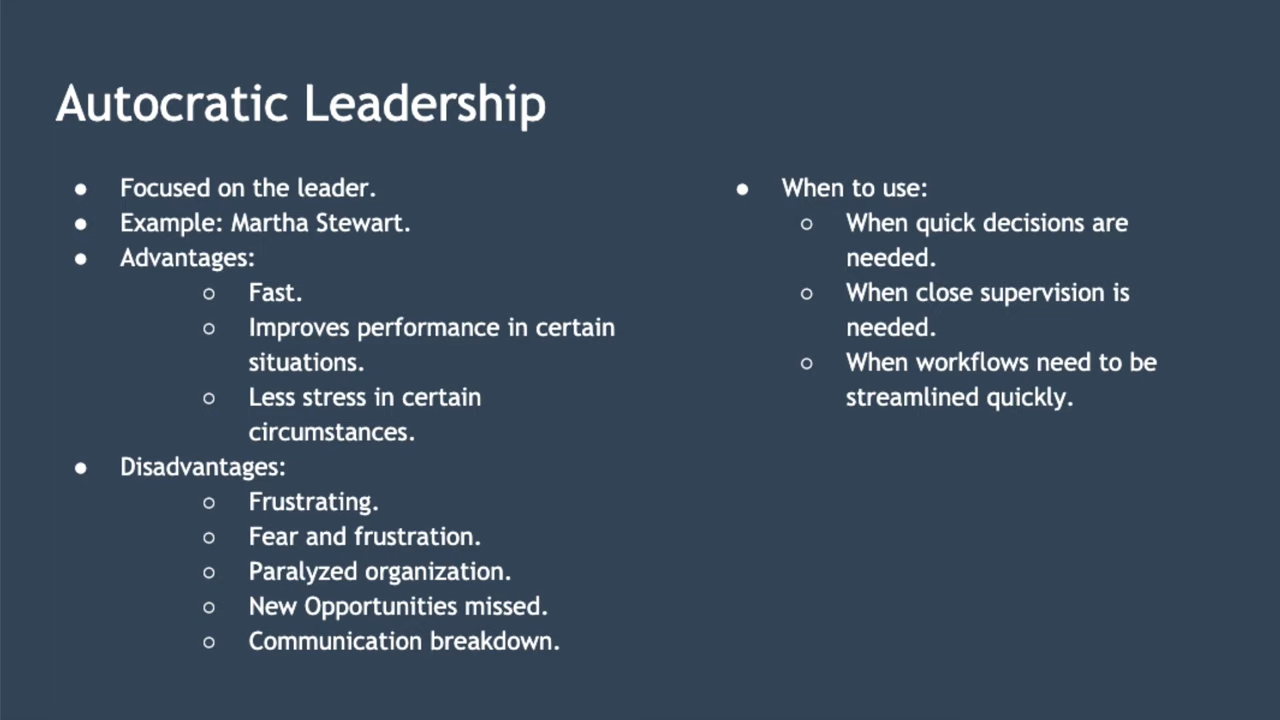 Autocratic Leadership
● Focused on the leader.
● Example: Martha Stewart.
● Advantages:
○ Fast.
○ Improves performance in certain
situations.
○ Less stress in certain
circumstances.
● Disadvantages:
○ Frustrating.
○ Fear and frustration.
○ Paralyzed organization.
○ New Opportunities missed.
○ Communication breakdown.
● When to use:
○ When quick decisions are
needed.
○ When close supervision is
needed.
○ When workflows need to be
streamlined quickly.